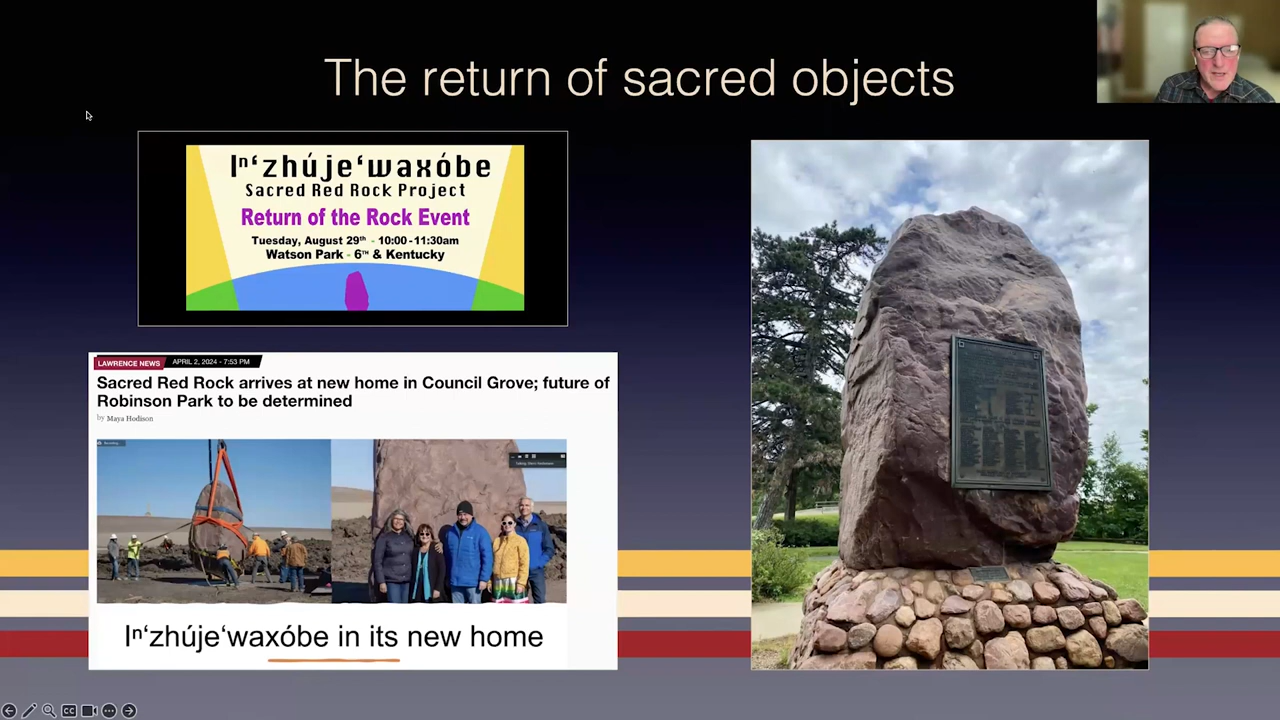 The return of sacred objects
Iⁿ‘zhúje‘waxóbe
Sacred Red Rock Project
Return of the Rock Event
Tuesday, August 29th - 10:00-11:30am
Watson Park - 6TH & Kentucky
LAWRENCE NEWS APRIL 2, 2024 - 7:53 PM
Sacred Red Rock arrives at new home in Council Grove; future of
Robinson Park to be determined
by Maya Hodison
Iⁿ‘zhúje‘waxóbe in its new home
CC